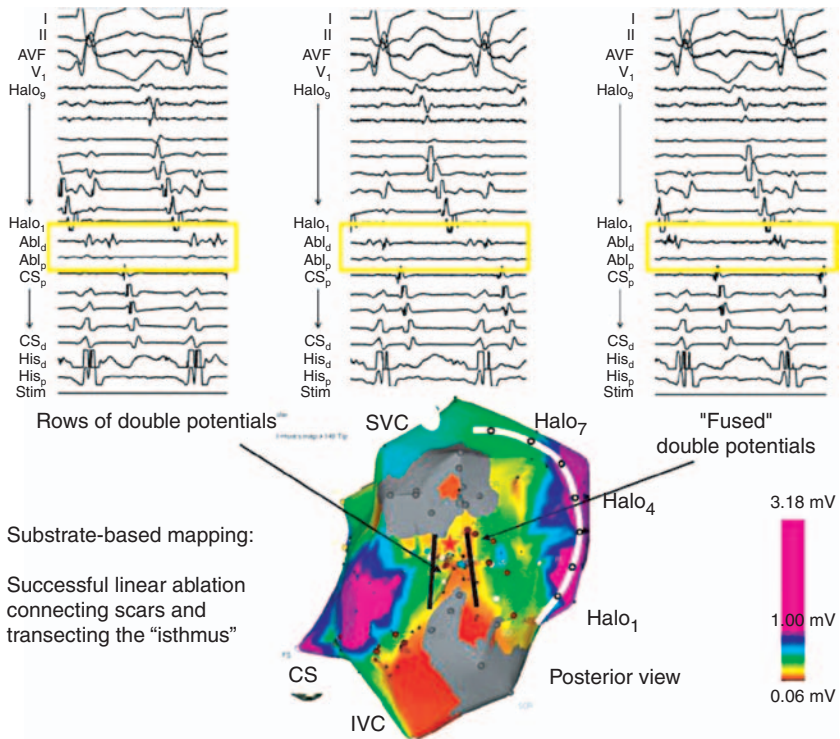 I
II
AVF
V1
Halo9
Halo1
Abld
Ablp
CSp
CSd
Hisd
Hisp
Stim
I
II
AVF
V1
Halo9
Halo1
Abld
Ablp
CSp
CSd
Hisd
Hisp
Stim
I
II
AVF
V1
Halo9
Halo1
Abld
Ablp
CSp
CSd
Hisd
Hisp
Stim
Rows of double potentials
SVC
Halo7
"Fused"
double potentials
Halo4
3.18 mV
Substrate-based mapping:
Successful linear ablation
connecting scars and
transecting the “isthmus”
Halo1
1.00 mV
CS
Posterior view
0.06 mV
IVC